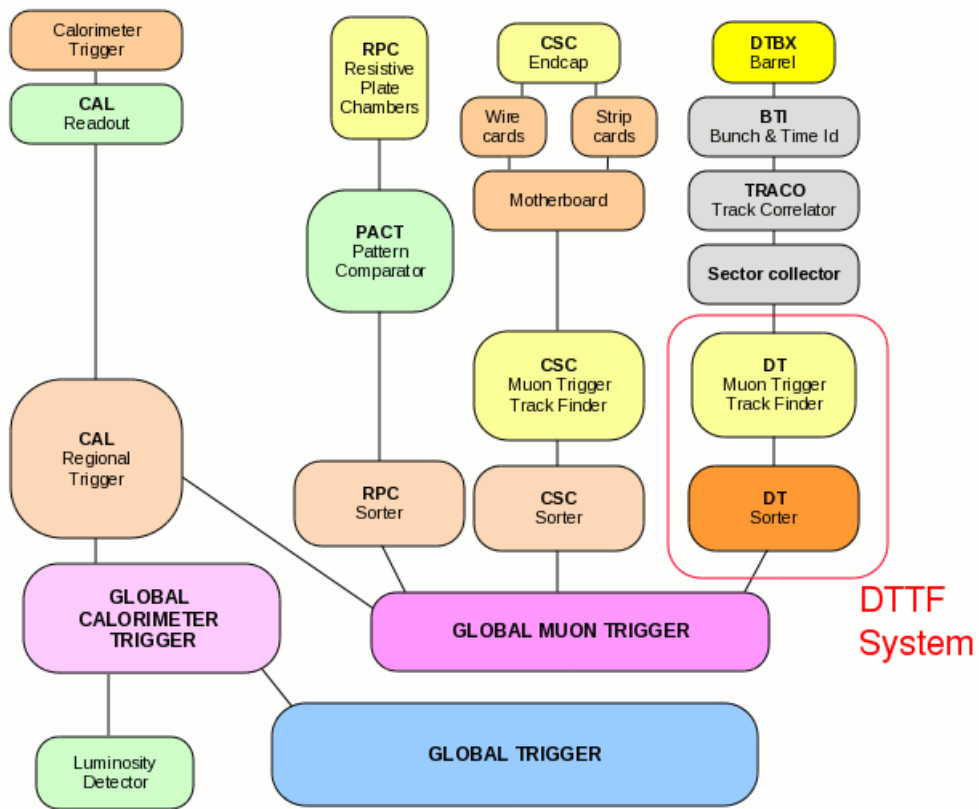 Calorimeter
Trigger
CAL
Readout
RPC
Resistive
Plate
Chambers
CSC
Endcap
DTBX
Barrel
Wire
cards
Strip
cards
BTI
Bunch & Time Id
Motherboard
TRACO
Track Correlator
PACT
Pattern
Comparator
Sector collector
CSC
Muon Trigger
Track Finder
DT
Muon Trigger
Track Finder
CAL
Regional
Trigger
RPC
Sorter
CSC
Sorter
DT
Sorter
GLOBAL
CALORIMETER
TRIGGER
GLOBAL MUON TRIGGER
DTTF
System
GLOBAL TRIGGER
Luminosity
Detector